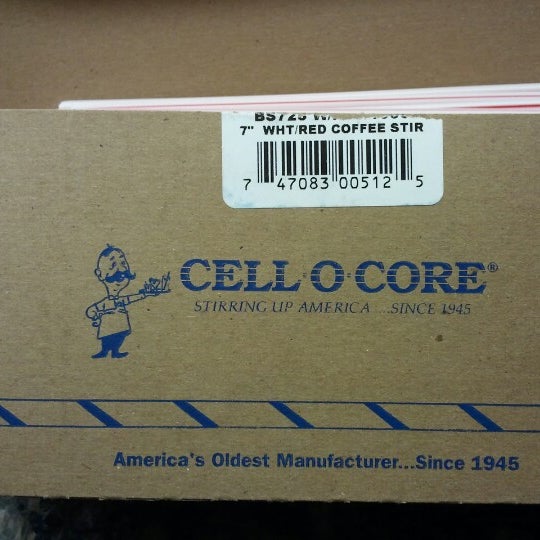 BS725
7" WHT/RED COFFEE STIR
7 47083 00512 5
CELL·O·CORE®
STIRRING UP AMERICA ....SINCE 1945
America's Oldest Manufacturer...Since 1945